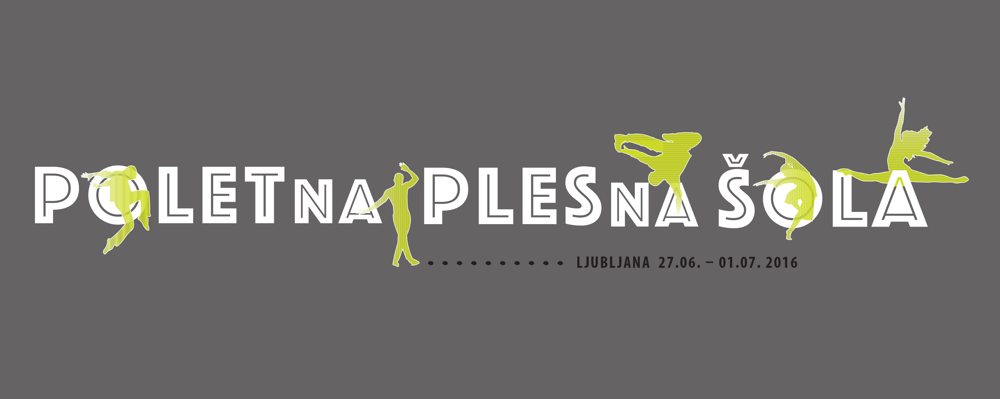 POLETNA PLESNA ŠOLA
LJUBLJANA 27.06. – 01.07. 2016